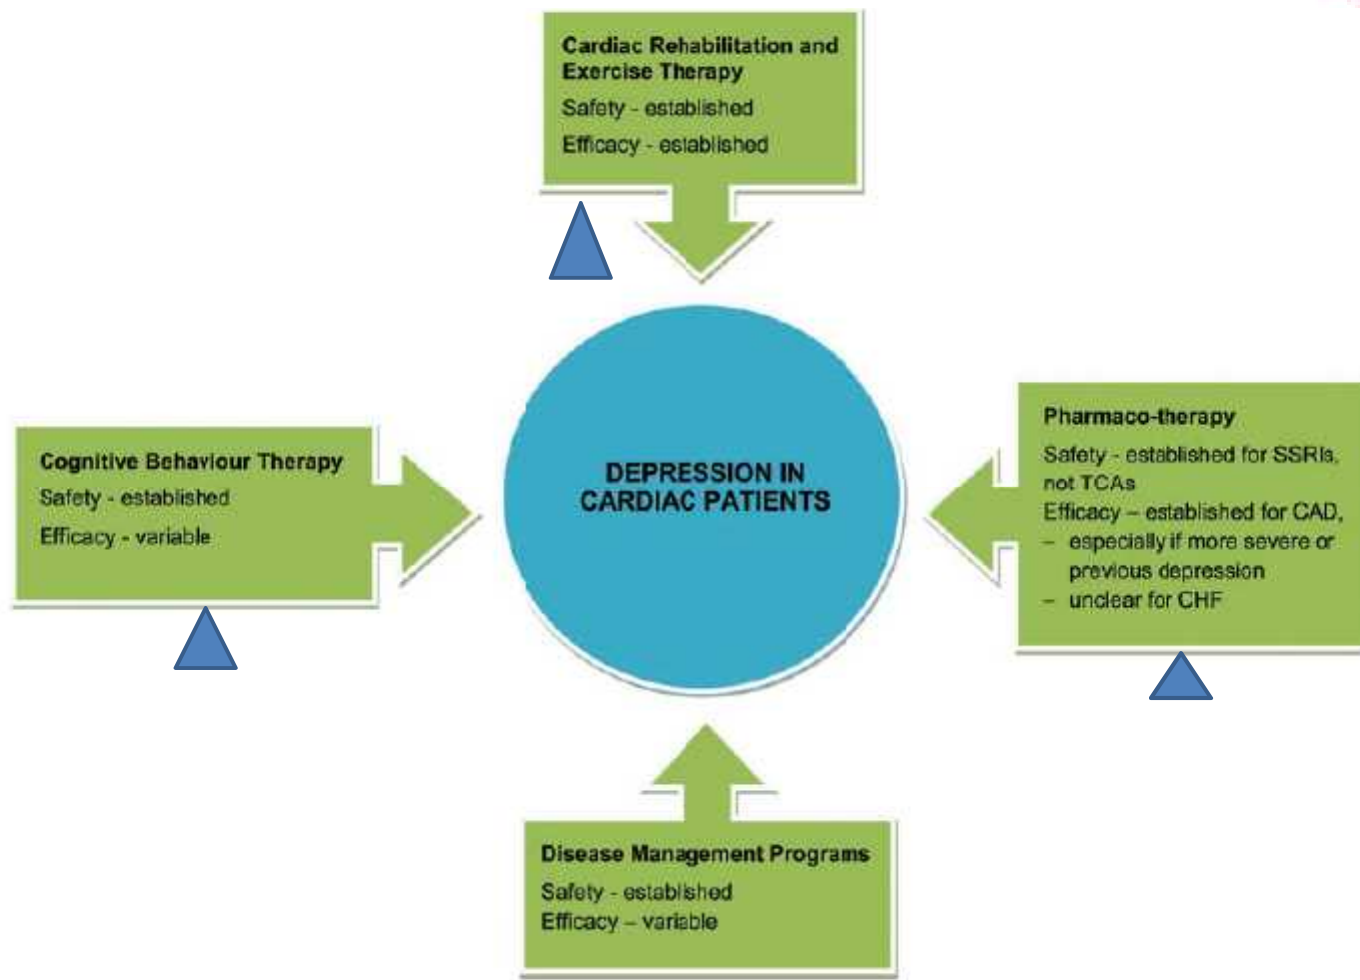 Cardiac Rehabilitation and
Exercise Therapy
Safety - established
Efficacy - established
Cognitive Behaviour Therapy
Safety - established
Efficacy - variable
DEPRESSION IN
CARDIAC PATIENTS
Pharmaco-therapy
Safety - established for SSRIs,
not TCAs
Efficacy – established for CAD,
– especially if more severe or
previous depression
– unclear for CHF
Disease Management Programs
Safety - established
Efficacy – variable